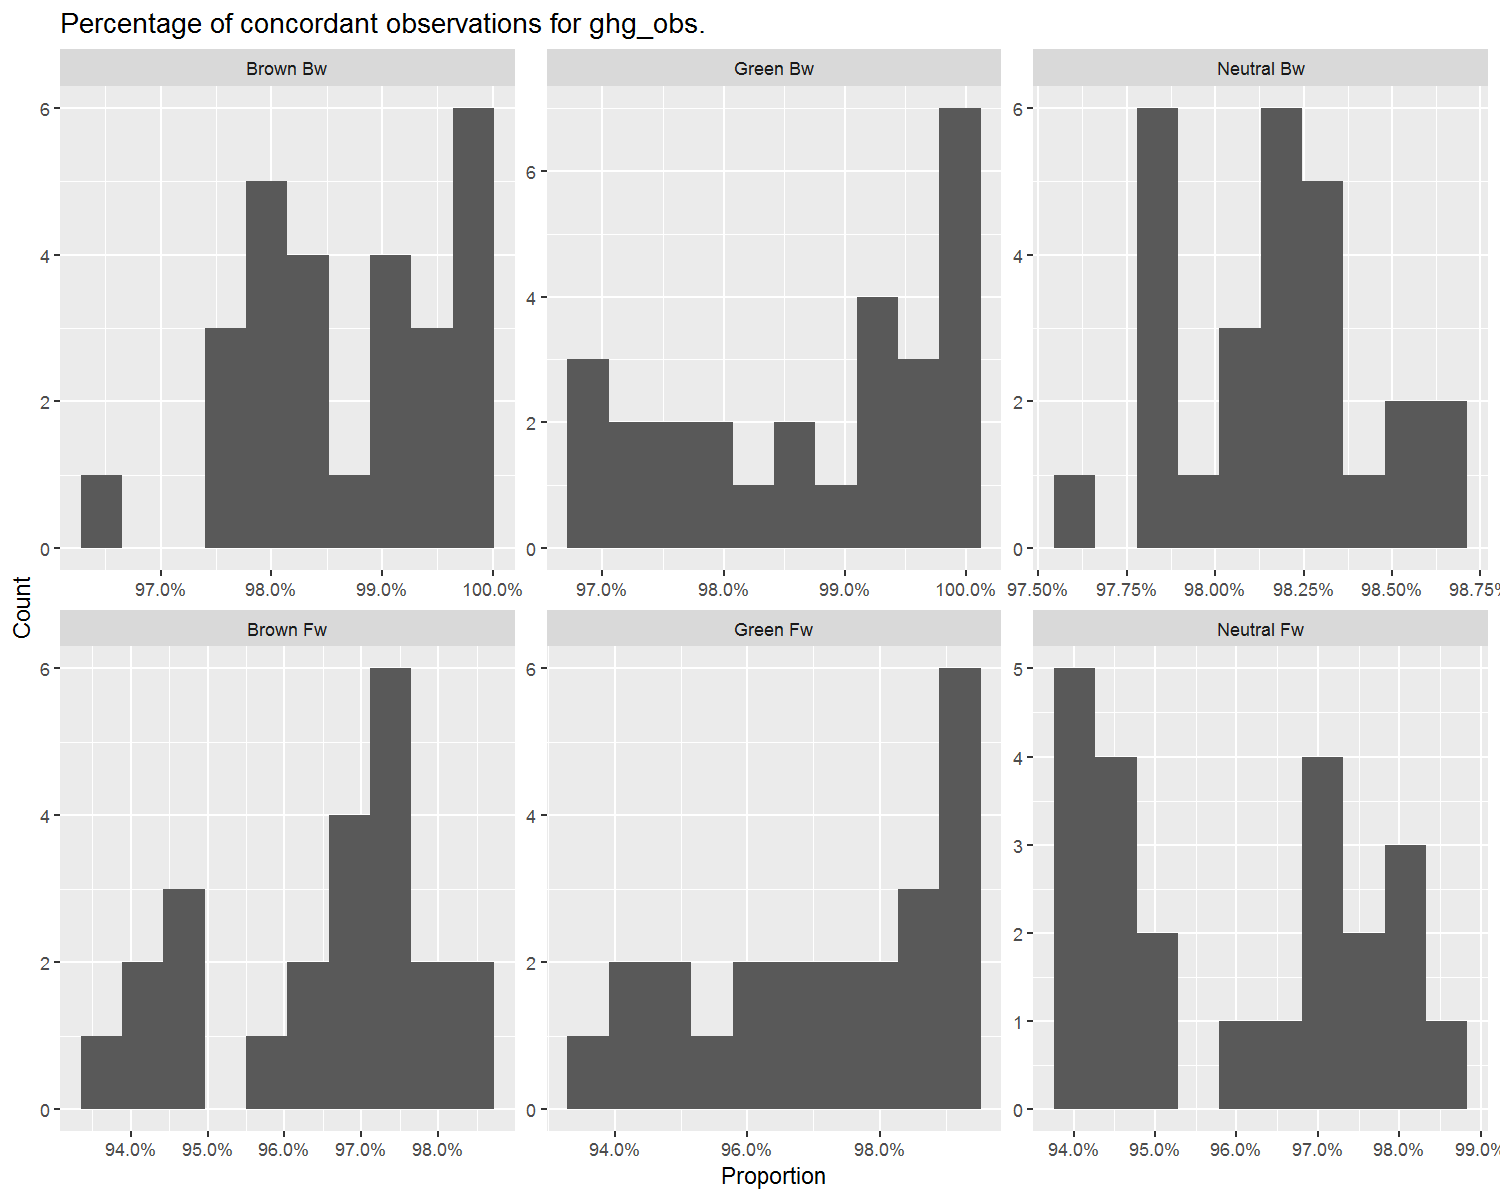 Percentage of concordant observations for ghg_obs.
Brown Bw
Green Bw
Neutral Bw
6
4
2
0
6
4
2
0
6
4
2
0
97.0% 98.0% 99.0% 100.0%
97.0% 98.0% 99.0% 100.0%
97.50% 97.75% 98.00% 98.25% 98.50% 98.75%
Count
Brown Fw
Green Fw
Neutral Fw
6
4
2
0
6
4
2
0
5
4
3
2
1
0
94.0% 95.0% 96.0% 97.0% 98.0%
94.0% 96.0% 98.0%
94.0% 95.0% 96.0% 97.0% 98.0% 99.0%
Proportion